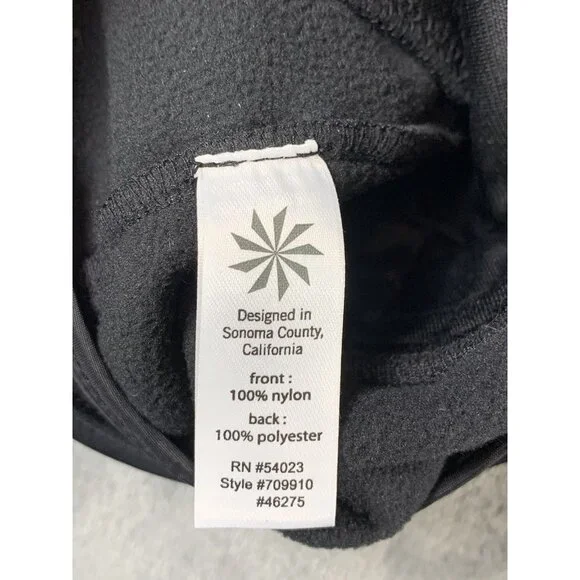 Designed in
Sonoma County,
California
front :
100% nylon
back :
100% polyester
RN #54023
Style #709910
#46275